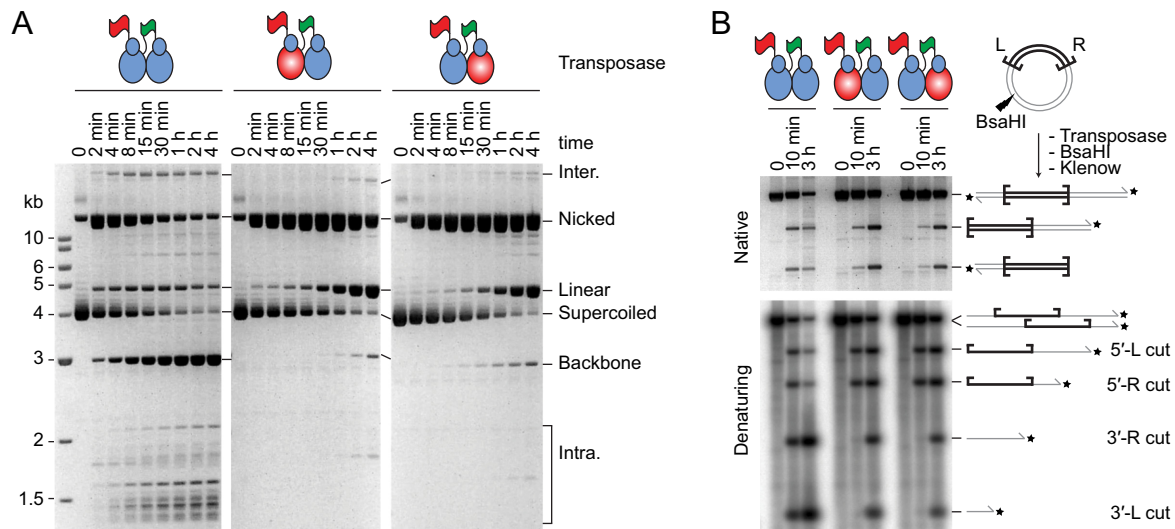 A
Transposase
0 2 min 4 min 8 min 15 min 30 min 1 h 2 h 4 h
0 2 min 4 min 8 min 15 min 30 min 1 h 2 h 4 h
0 2 min 4 min 8 min 15 min 30 min 1 h 2 h 4 h
time
kb
10
6
5
4
3
2
1.5
Inter.
Nicked
Linear
Supercoiled
Backbone
Intra.
B
L R
BsaHI
- Transposase
- BsaHI
- Klenow
0 10 min 3 h
0 10 min 3 h
0 10 min 3 h
Native
Denaturing
5′-L cut
5′-R cut
3′-R cut
3′-L cut